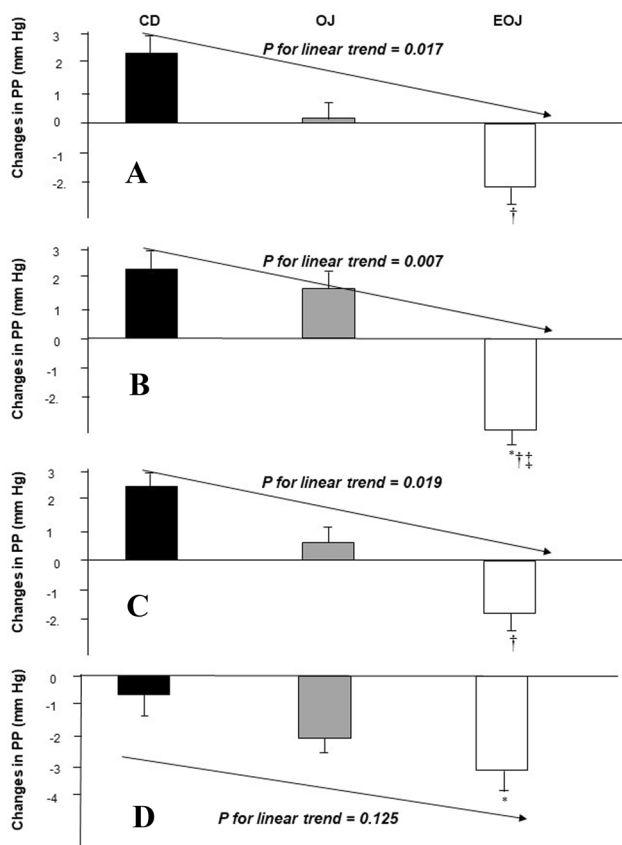 CD OJ EOJ
Changes in PP (mm Hg)
3
2
1
0
-1
-2.
P for linear trend = 0.017
A
†
Changes in PP (mm Hg)
3
2
1
0
-1
-2.
P for linear trend = 0.007
B
*†‡
Changes in PP (mm Hg)
3
2
1
0
-1
-2.
P for linear trend = 0.019
C
†
Changes in PP (mm Hg)
0
-1
-2
-3
-4
*
D
P for linear trend = 0.125